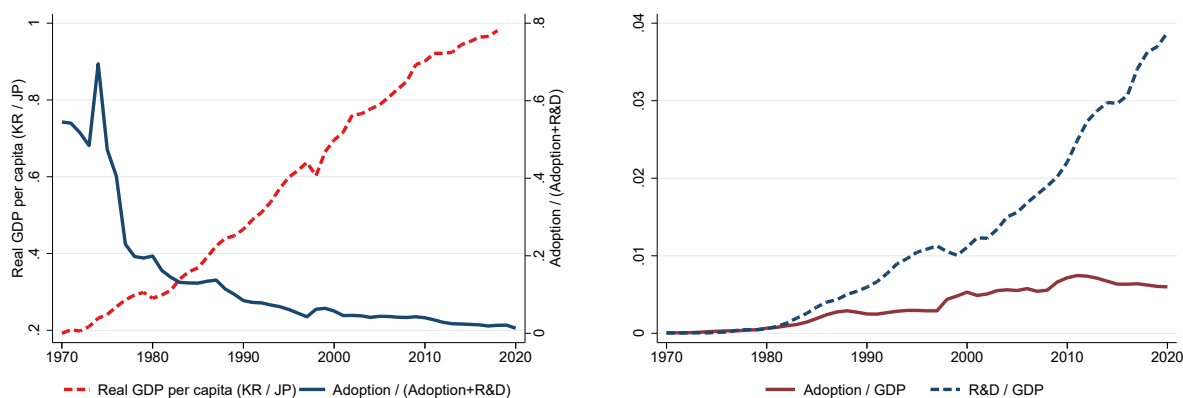 Real GDP per capita (KR / JP)
1
.8
.6
.4
.2
.8
.6
.4
.2
0
Adoption / (Adoption+R&D)
1970 1980 1990 2000 2010 2020
Real GDP per capita (KR / JP) Adoption / (Adoption+R&D)
.04
.03
.02
.01
0
1970 1980 1990 2000 2010 2020
Adoption / GDP R&D / GDP